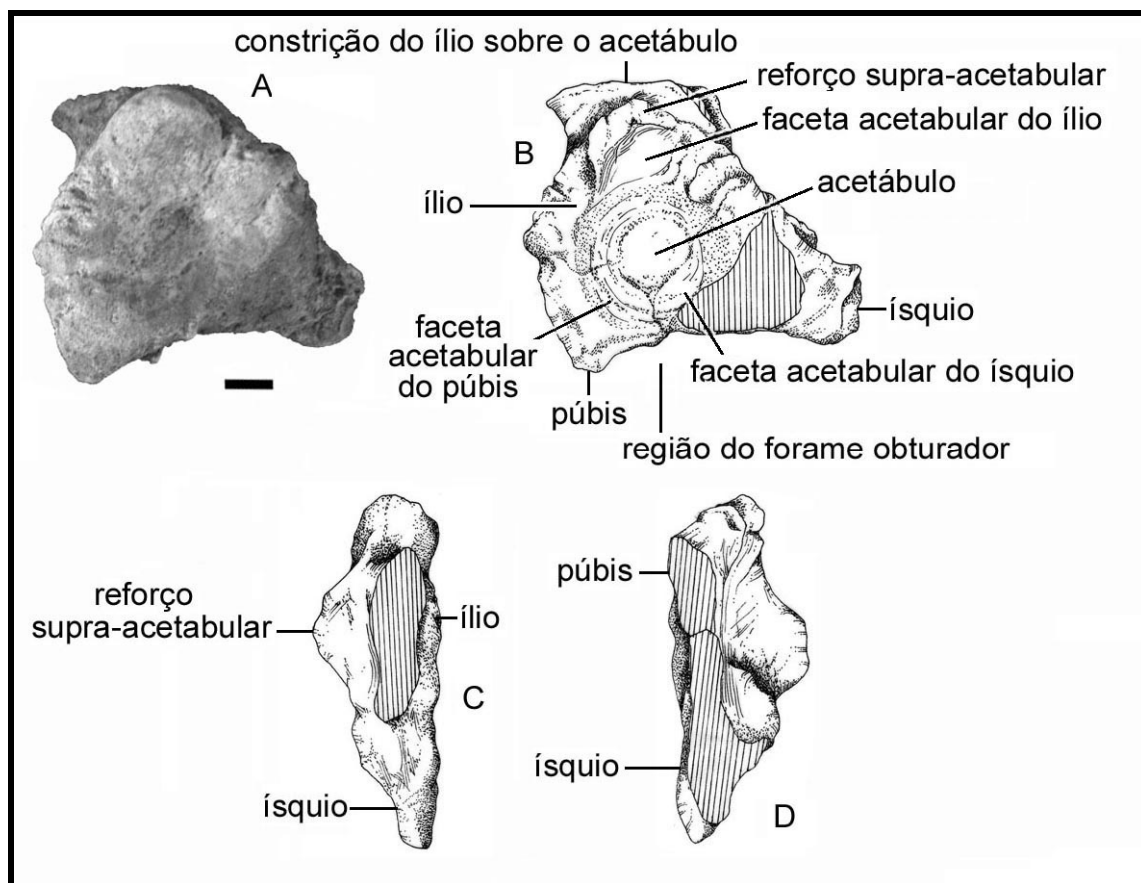 constrição do ílio sobre o acetábulo
A
reforço supra-acetabular
faceta acetabular do ílio
B
acetábulo
ílio
ísquio
faceta
acetabular
do púbis
faceta acetabular do ísquio
púbis
região do forame obturador
púbis
reforço
supra-acetabular
ílio
C
ísquio
ísquio
D